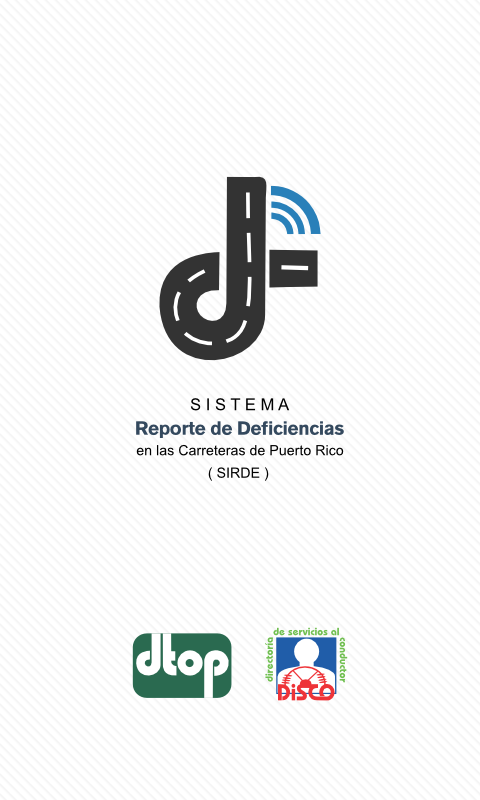 SISTEMA
Reporte de Deficiencias
en las Carreteras de Puerto Rico
( SIRDE )
dtop
directoria
de servicios al
conductor
DiSCO